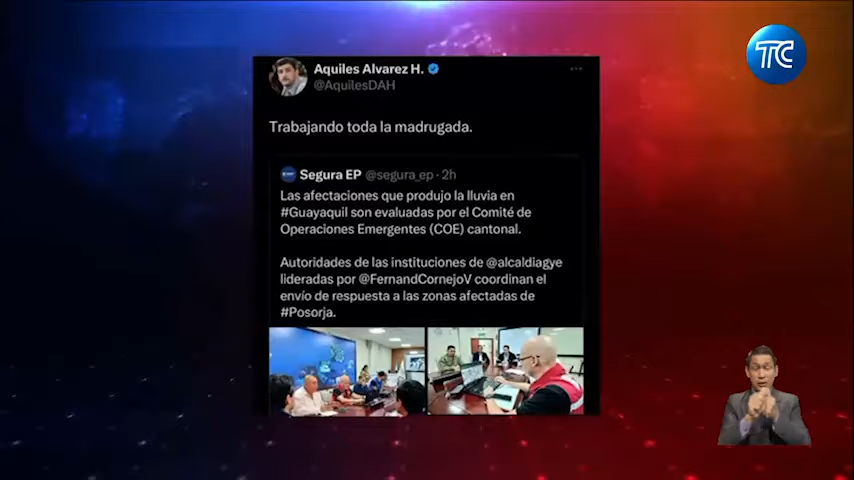 TC
Aquiles Alvarez H.
@AquilesDAH
Trabajando toda la madrugada.
Segura EP @segura_ep · 2h
Las afectaciones que produjo la lluvia en
#Guayaquil son evaluadas por el Comité de
Operaciones Emergentes (COE) cantonal.
Autoridades de las instituciones de @alcaldiagye
lideradas por @FernandCornejoV coordinan el
envío de respuesta a las zonas afectadas de
#Posorja.